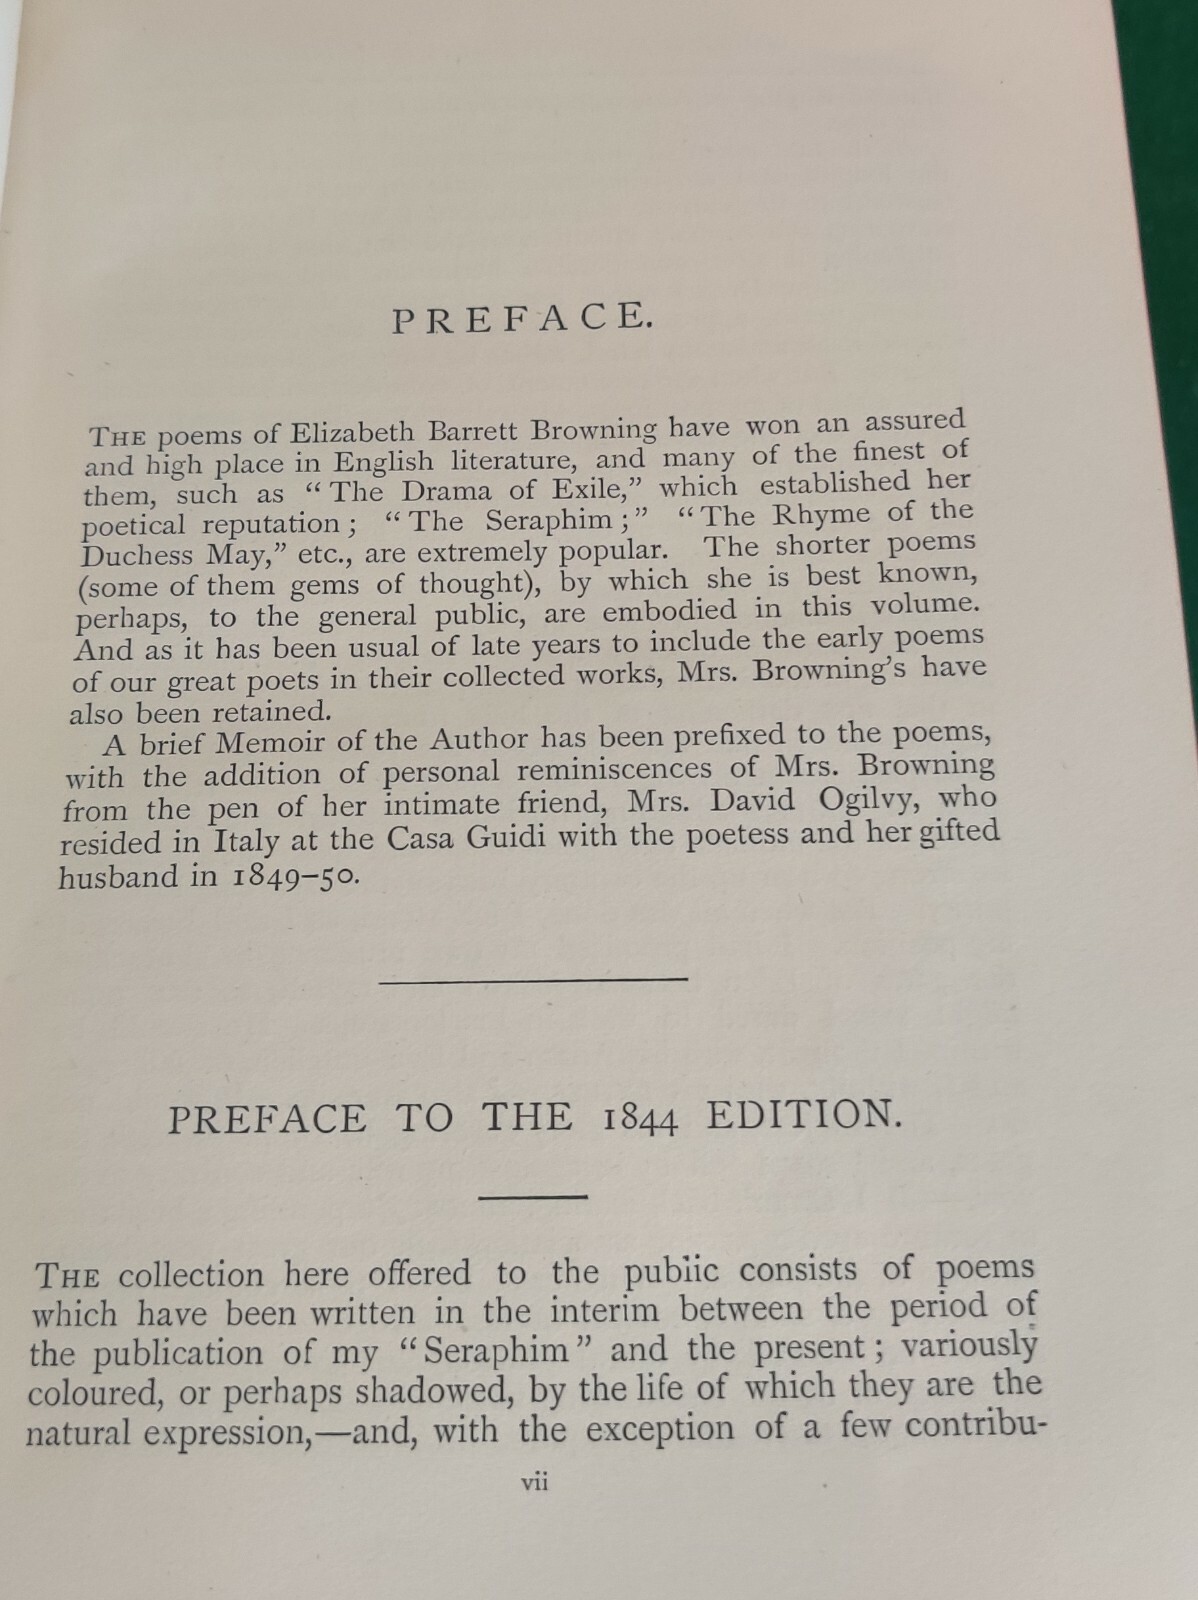 PREFACE.
THE poems of Elizabeth Barrett Browning have won an assured
and high place in English literature, and many of the finest of
them, such as “The Drama of Exile,” which established her
poetical reputation; “The Seraphim;” “The Rhyme of the
Duchess May,” etc., are extremely popular. The shorter poems
(some of them gems of thought), by which she is best known,
perhaps, to the general public, are embodied in this volume.
And as it has been usual of late years to include the early poems
of our great poets in their collected works, Mrs. Browning’s have
also been retained.
A brief Memoir of the Author has been prefixed to the poems,
with the addition of personal reminiscences of Mrs. Browning
from the pen of her intimate friend, Mrs. David Ogilvy, who
resided in Italy at the Casa Guidi with the poetess and her gifted
husband in 1849–50.
PREFACE TO THE 1844 EDITION.
THE collection here offered to the public consists of poems
which have been written in the interim between the period of
the publication of my “Seraphim” and the present; variously
coloured, or perhaps shadowed, by the life of which they are the
natural expression,—and, with the exception of a few contribu-
vii